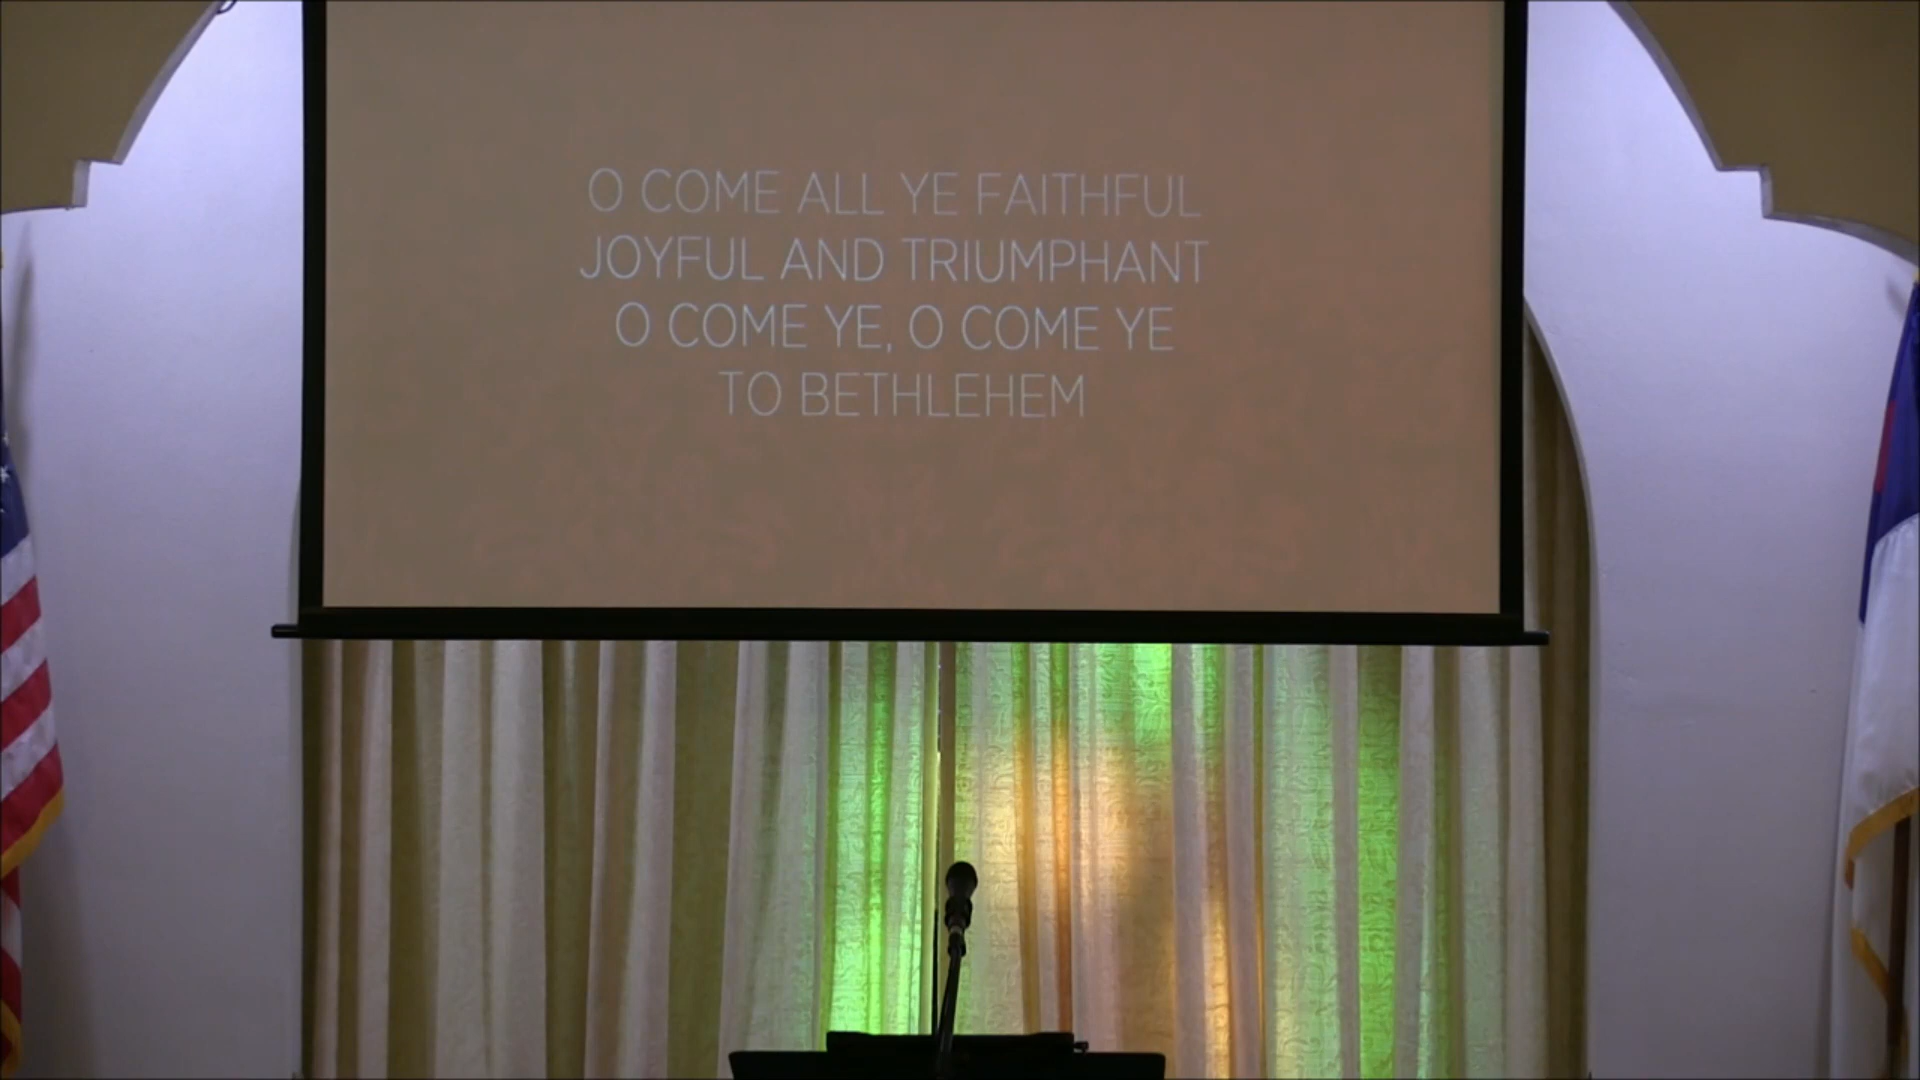 O COME ALL YE FAITHFUL
JOYFUL AND TRIUMPHANT
O COME YE, O COME YE
TO BETHLEHEM